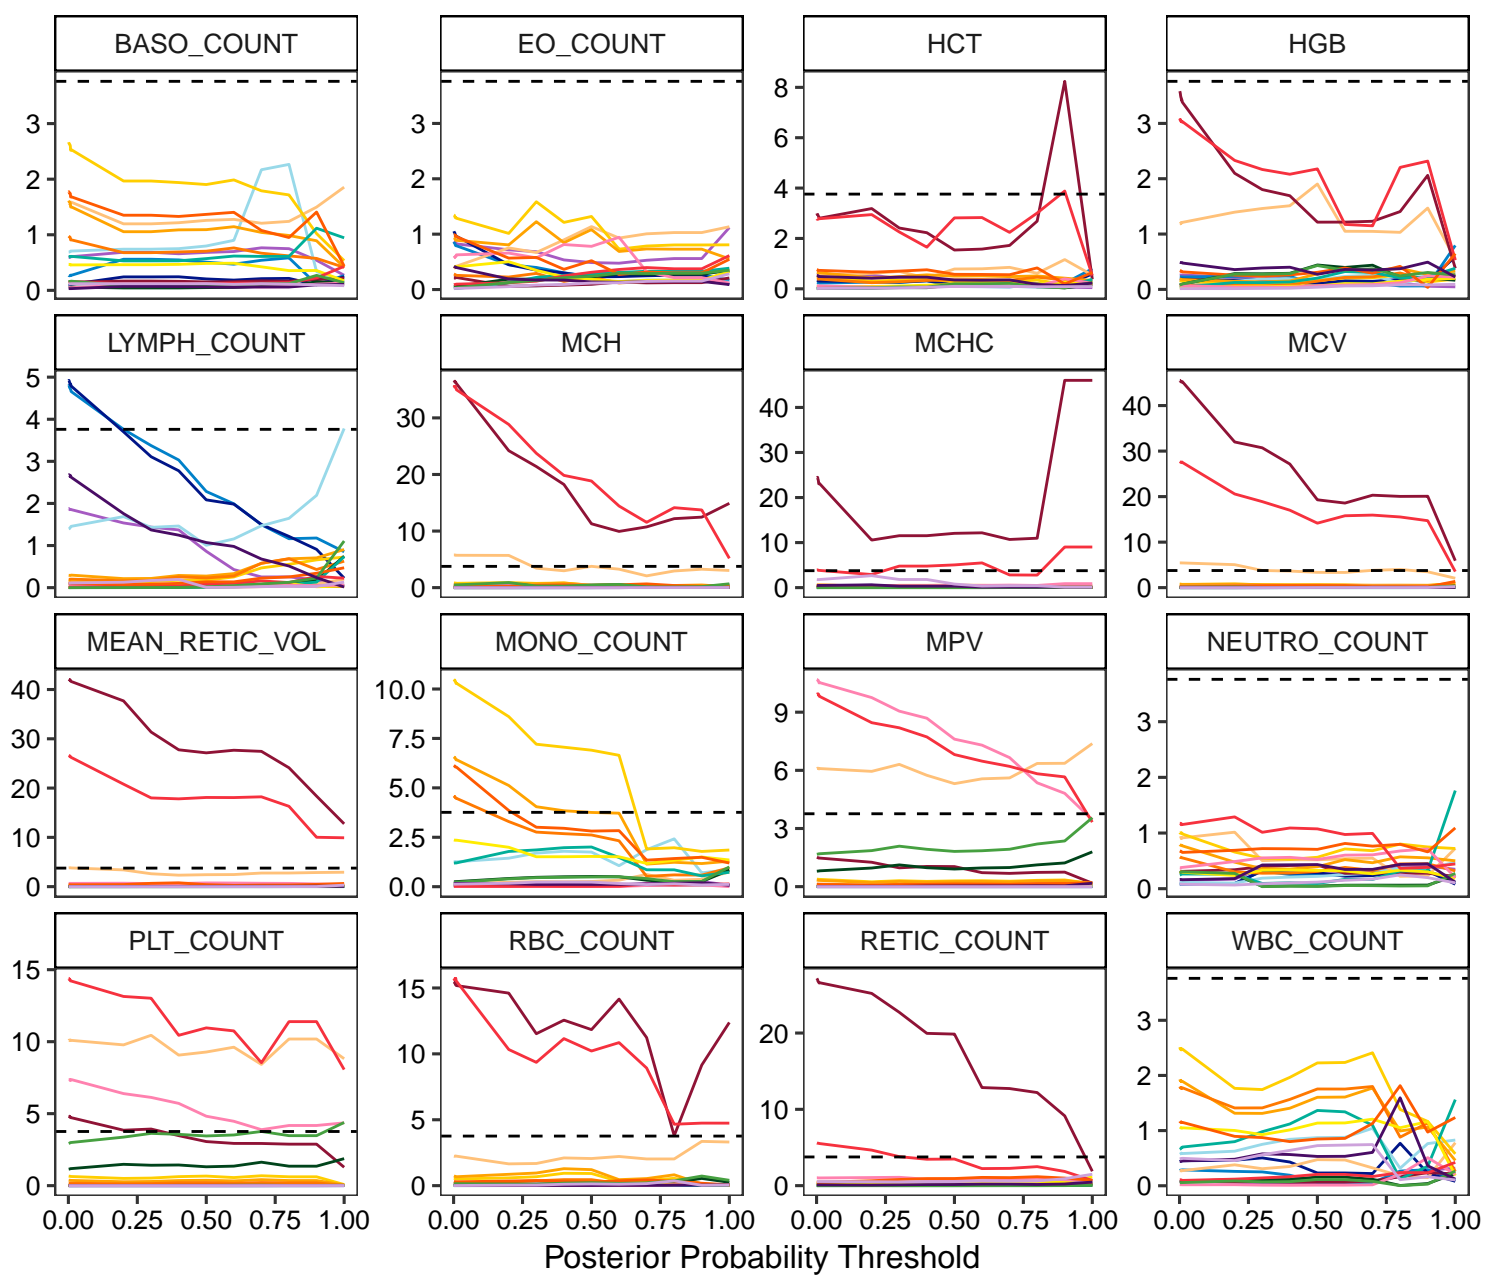 BASO_COUNT EO_COUNT HCT HGB
3 2 1 0
3 2 1 0
8 6 4 2 0
3 2 1 0
LYMPH_COUNT MCH MCHC MCV
5 4 3 2 1 0
30 20 10 0
40 30 20 10 0
40 30 20 10 0
MEAN_RETIC_VOL MONO_COUNT MPV NEUTRO_COUNT
40 30 20 10 0
10.0 7.5 5.0 2.5 0.0
9 6 3 0
3 2 1 0
PLT_COUNT RBC_COUNT RETIC_COUNT WBC_COUNT
15 10 5 0
15 10 5 0
20 10 0
3 2 1 0
0.00 0.25 0.50 0.75 1.00 0.00 0.25 0.50 0.75 1.00 0.00 0.25 0.50 0.75 1.00 0.00 0.25 0.50 0.75 1.00
Posterior Probability Threshold